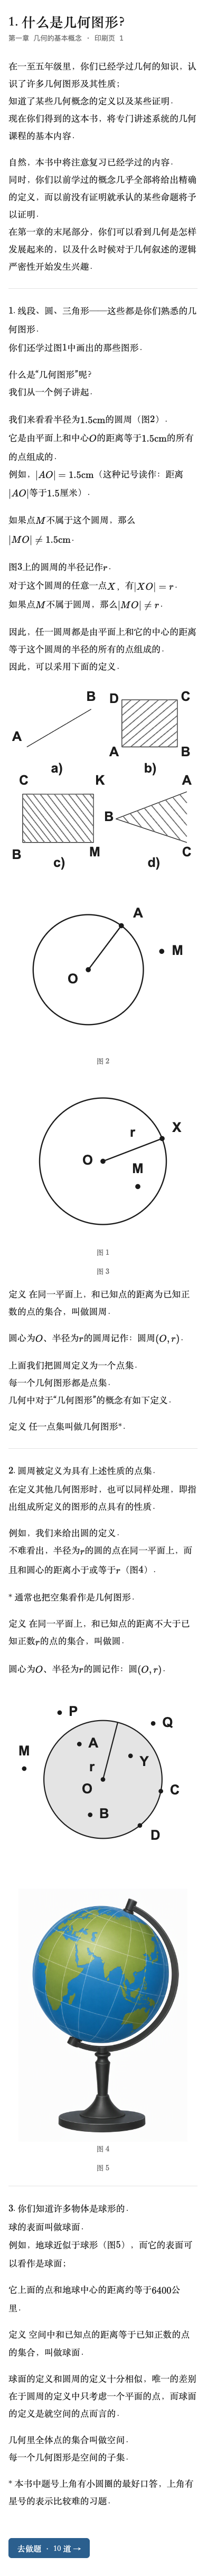 1. 什么是几何图形?
第一章 几何的基本概念 · 印刷页 1
在一至五年级里，你们已经学过几何的知识，认
识了许多几何图形及其性质；
知道了某些几何概念的定义以及某些证明．
现在你们得到的这本书，将专门讲述系统的几何
课程的基本内容．
自然，本书中将注意复习已经学过的内容．
同时，你们以前学过的概念几乎全部将给出精确
的定义，而以前没有证明就承认的某些命题将予
以证明．
在第一章的末尾部分，你们可以看到几何是怎样
发展起来的，以及什么时候对于几何叙述的逻辑
严密性开始发生兴趣．
1. 线段、圆、三角形——这些都是你们熟悉的几
何图形．
你们还学过图1中画出的那些图形．
什么是“几何图形”呢?
我们从一个例子讲起．
我们来看看半径为1.5cm的圆周（图2）．
它是由平面上和中心O的距离等于1.5cm的所有
的点组成的．
例如，|AO| = 1.5cm（这种记号读作：距离
|AO|等于1.5厘米）．
如果点M不属于这个圆周，那么
|MO| ≠ 1.5cm．
图3上的圆周的半径记作r．
对于这个圆周的任意一点X，有|XO| = r．
如果点M不属于圆周，那么|MO| ≠ r．
因此，任一圆周都是由平面上和它的中心的距离
等于这个圆周的半径的所有的点组成的．
因此，可以采用下面的定义．
B D C
A A B
a) b)
C K A
B
B M C
c) d)
A
M
O
图 2
X
r
O
M
图 1
图 3
定义 在同一平面上，和已知点的距离为已知正
数的点的集合，叫做圆周．
圆心为O、半径为r的圆周记作：圆周(O, r)．
上面我们把圆周定义为一个点集．
每一个几何图形都是点集．
几何中对于“几何图形”的概念有如下定义．
定义 任一点集叫做几何图形*．
2. 圆周被定义为具有上述性质的点集．
在定义其他几何图形时，也可以同样处理，即指
出组成所定义的图形的点具有的性质．
例如，我们来给出圆的定义．
不难看出，半径为r的圆的点在同一平面上，而
且和圆心的距离小于或等于r（图4）．
* 通常也把空集看作是几何图形．
定义 在同一平面上，和已知点的距离不大于已
知正数r的点的集合，叫做圆．
圆心为O、半径为r的圆记作：圆(O, r)．
P
Q
A
M
Y
r
O
C
B
D
图 4
图 5
3. 你们知道许多物体是球形的．
球的表面叫做球面．
例如，地球近似于球形（图5），而它的表面可
以看作是球面；
它上面的点和地球中心的距离约等于6400公
里．
定义 空间中和已知点的距离等于已知正数的点
的集合，叫做球面．
球面的定义和圆周的定义十分相似，唯一的差别
在于圆周的定义中只考虑一个平面的点，而球面
的定义是就空间的点而言的．
几何里全体点的集合叫做空间．
每一个几何图形是空间的子集．
* 本书中题号上角有小圆圈的最好口答，上角有
星号的表示比较难的习题．
去做题 · 10 道 →